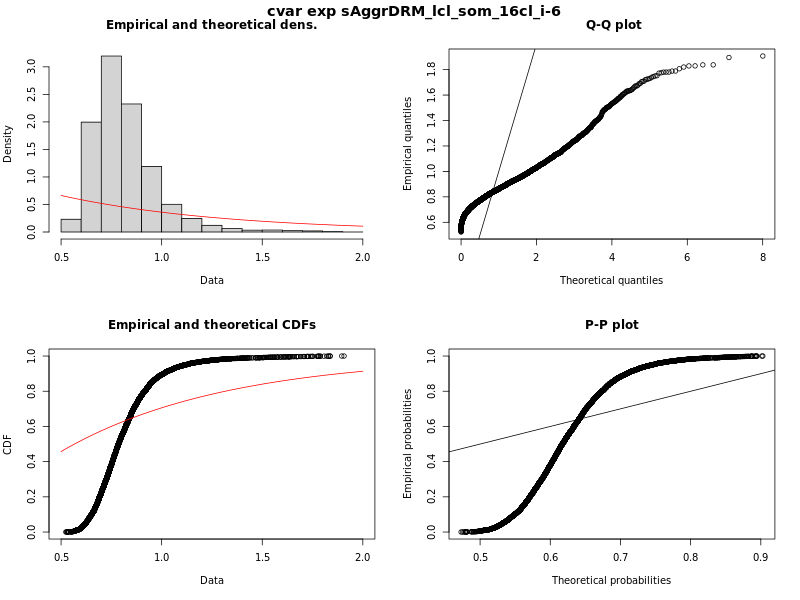 cvar exp sAggrDRM_lcl_som_16cl_i-6
Empirical and theoretical dens.
Density
0.0 0.5 1.0 1.5 2.0 2.5 3.0
0.5 1.0 1.5 2.0
Data
Q-Q plot
Empirical quantiles
0.6 0.8 1.0 1.2 1.4 1.6 1.8
0 2 4 6 8
Theoretical quantiles
Empirical and theoretical CDFs
CDF
0.0 0.2 0.4 0.6 0.8 1.0
0.5 1.0 1.5 2.0
Data
P-P plot
Empirical probabilities
0.0 0.2 0.4 0.6 0.8 1.0
0.5 0.6 0.7 0.8 0.9
Theoretical probabilities